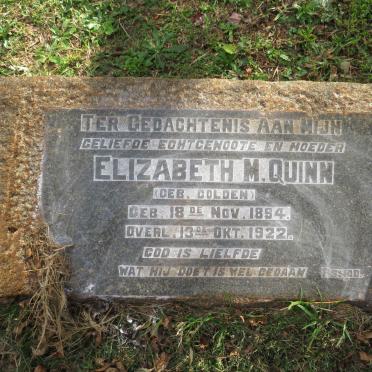 TER GEDACHTENIS AAN MIJN
GELIEFDE ECHTGENOOTE EN MOEDER
ELIZABETH M. QUINN
(GEB. COLDEN)
GEB. 18DE NOV. 1894.
OVERL. 13DE OKT. 1922.
GOD IS LIEFDE
WAT HIJ DOET IS WEL GEDAAN